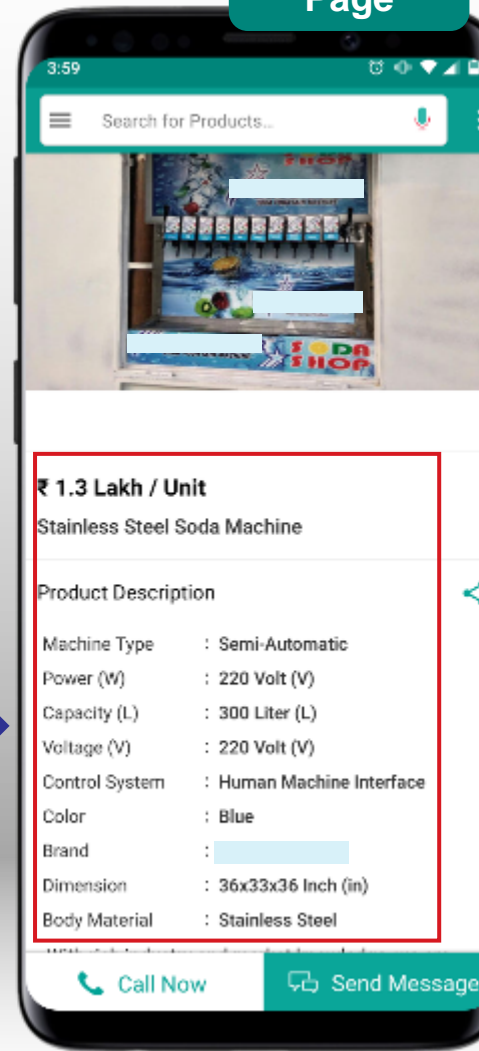 Page
3:59
Search for Products...
SHOP
SODA
SHOP
₹ 1.3 Lakh / Unit
Stainless Steel Soda Machine
Product Description
Machine Type : Semi-Automatic
Power (W) : 220 Volt (V)
Capacity (L) : 300 Liter (L)
Voltage (V) : 220 Volt (V)
Control System : Human Machine Interface
Color : Blue
Brand :
Dimension : 36x33x36 Inch (in)
Body Material : Stainless Steel
Call Now
Send Message